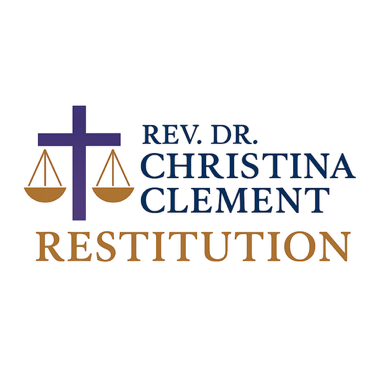 REV. DR.
CHRISTINA
CLEMENT
RESTITUTION